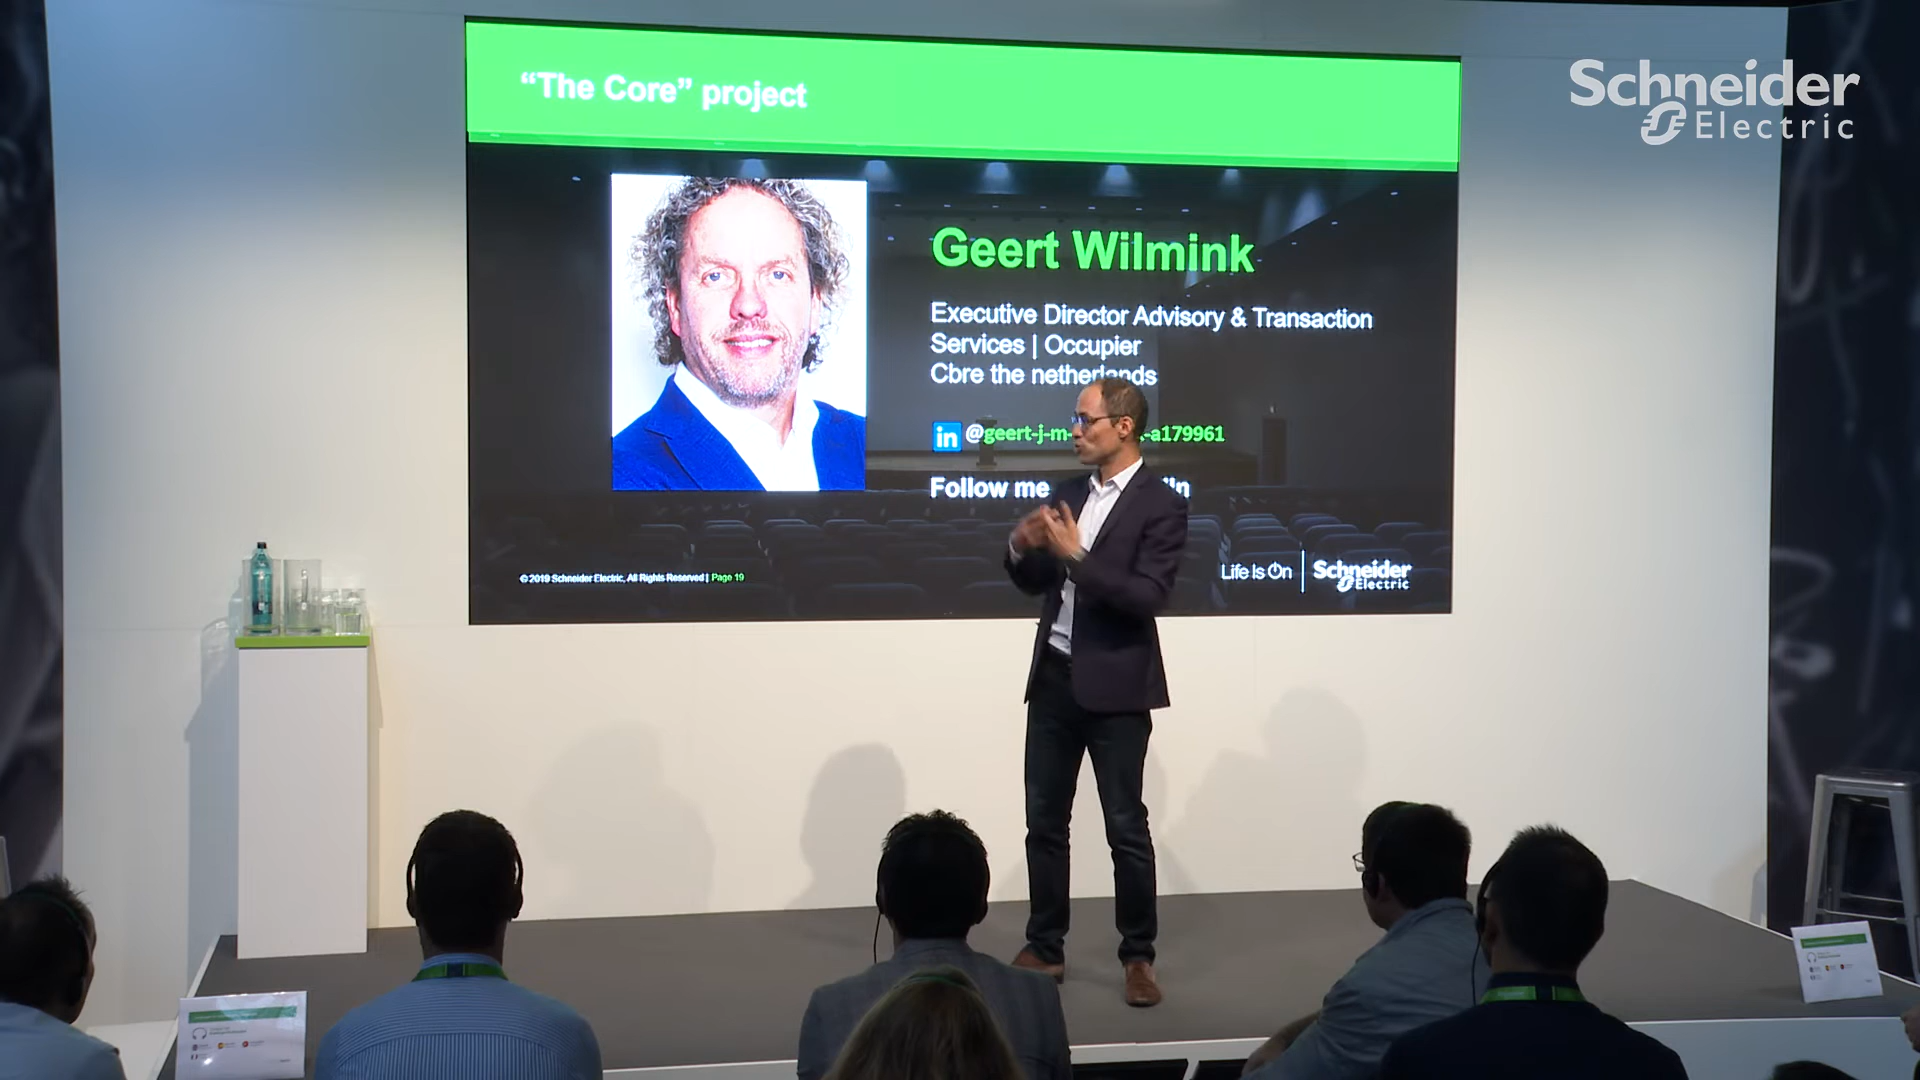 “The Core” project
Schneider
Electric
Geert Wilmink
Executive Director Advisory & Transaction
Services | Occupier
Cbre the netherlands
in @geert-j-m- -a179961
Follow me In
© 2019 Schneider Electric, All Rights Reserved | Page 19
Life Is On | Schneider
Electric